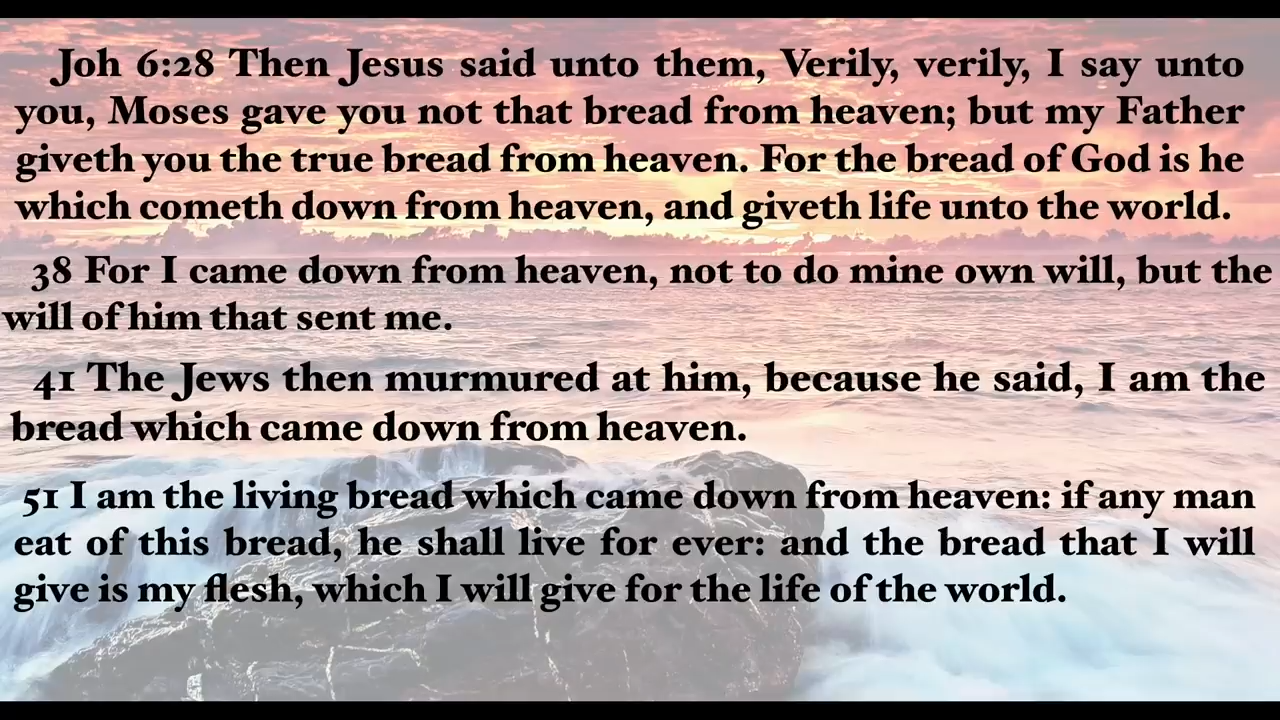 Joh 6:28 Then Jesus said unto them, Verily, verily, I say unto
you, Moses gave you not that bread from heaven; but my Father
giveth you the true bread from heaven. For the bread of God is he
which cometh down from heaven, and giveth life unto the world.
38 For I came down from heaven, not to do mine own will, but the
will of him that sent me.
41 The Jews then murmured at him, because he said, I am the
bread which came down from heaven.
51 I am the living bread which came down from heaven: if any man
eat of this bread, he shall live for ever: and the bread that I will
give is my flesh, which I will give for the life of the world.